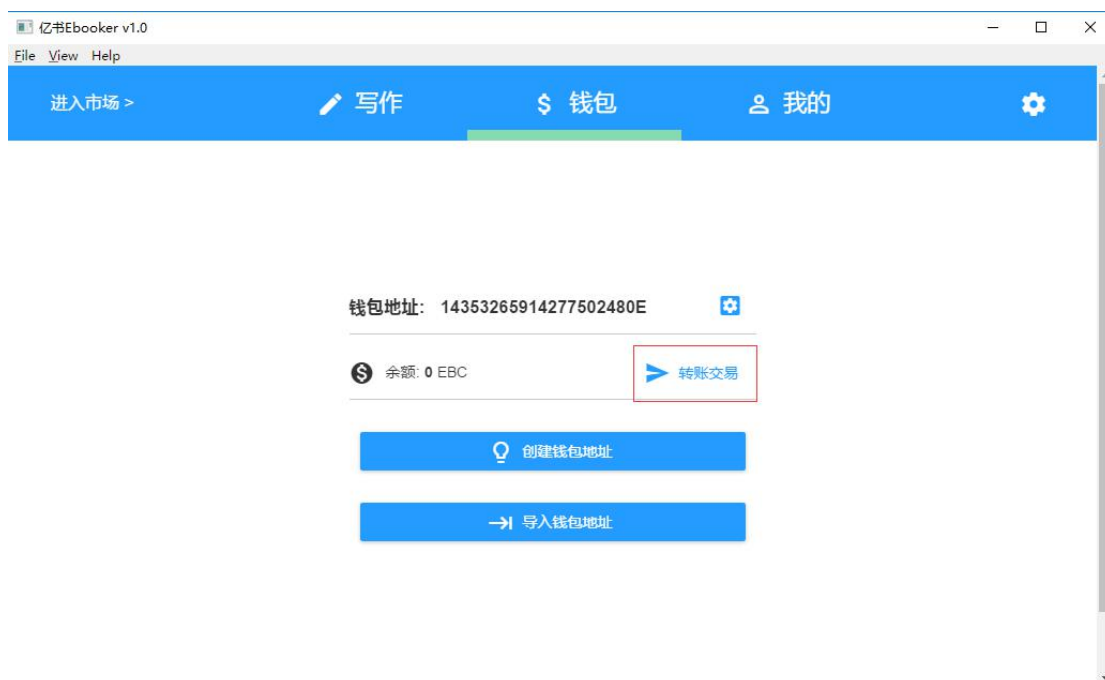 亿书Ebooker v1.0
File View Help
进入市场 > 写作 $ 钱包 我的
钱包地址: 14353265914277502480E
余额: 0 EBC 转账交易
创建钱包地址
导入钱包地址